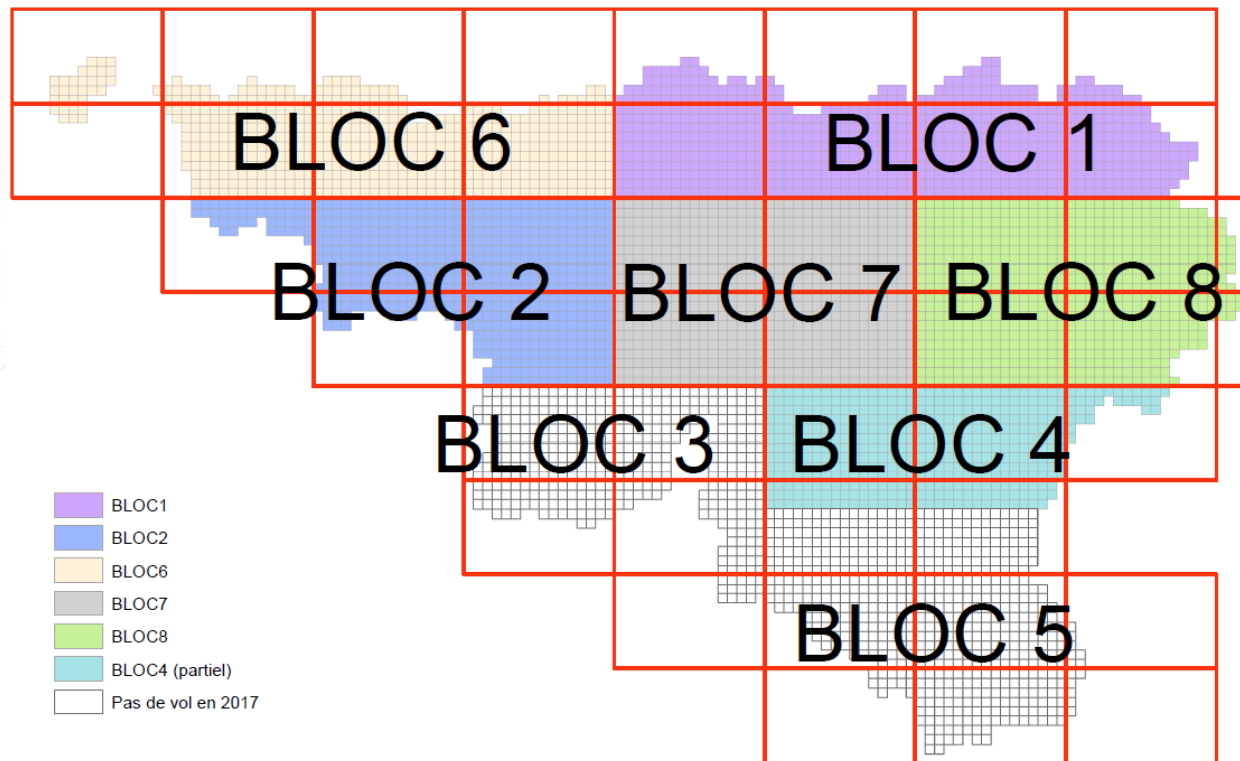 BLOC 6
BLOC 1
BLOC 2
BLOC 7
BLOC 8
BLOC 3
BLOC 4
BLOC 5
BLOC1
BLOC2
BLOC6
BLOC7
BLOC8
BLOC4 (partiel)
Pas de vol en 2017